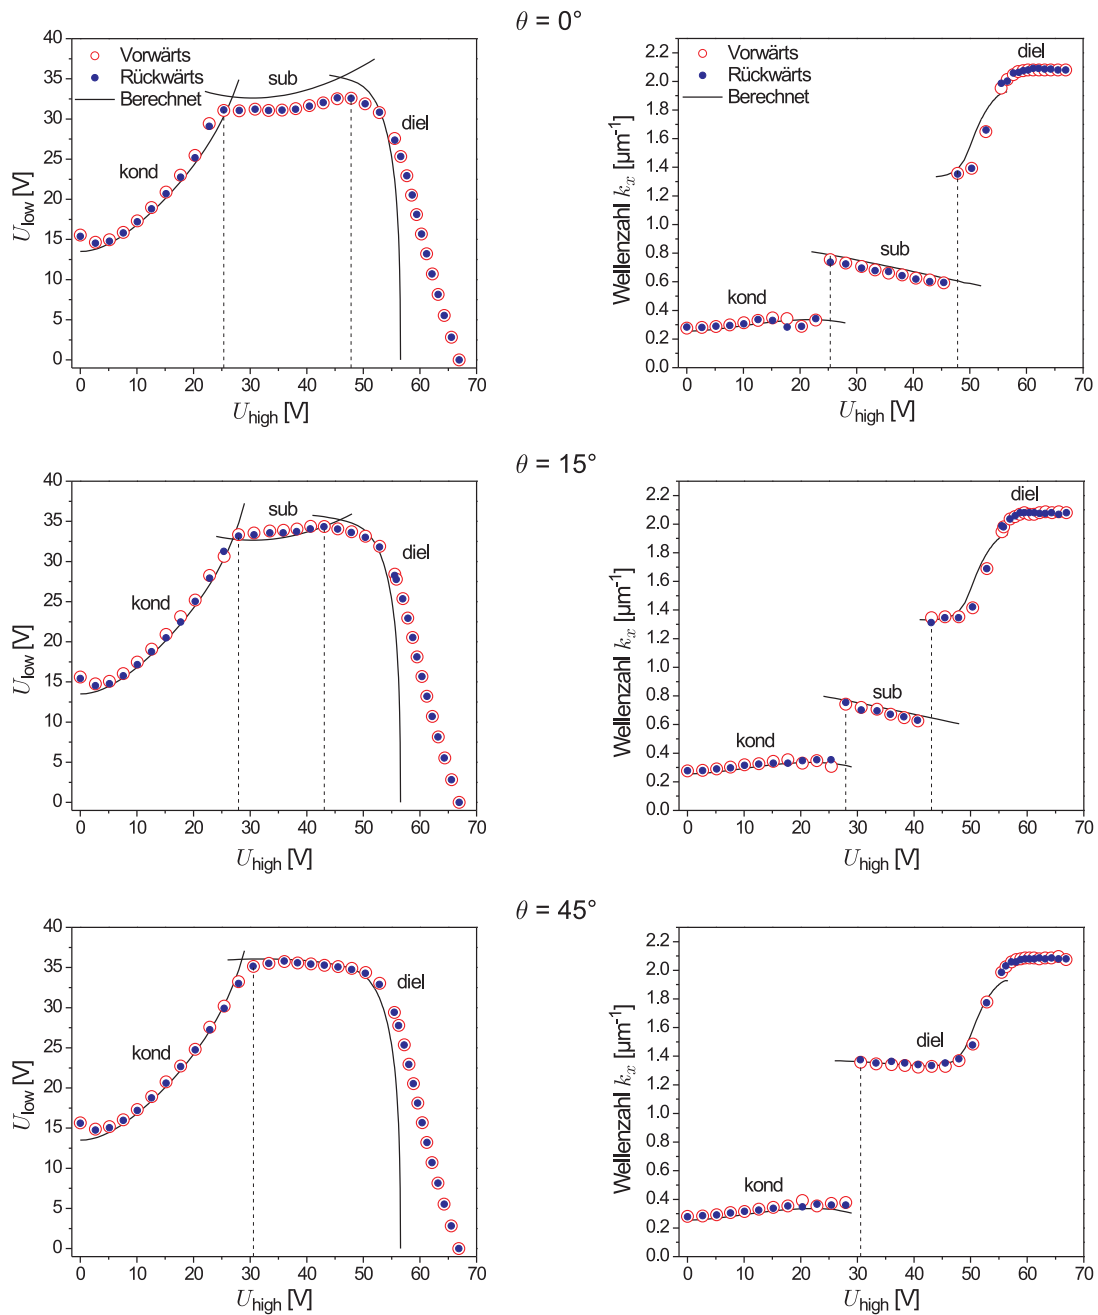 θ = 0°
40
35
30
25
20
15
10
5
0
U_low [V]
Vorwärts
Rückwärts
Berechnet
kond
sub
diel
0 10 20 30 40 50 60 70
U_high [V]
2.2
2.0
1.8
1.6
1.4
1.2
1.0
0.8
0.6
0.4
0.2
0.0
Wellenzahl k_x [µm⁻¹]
Vorwärts
Rückwärts
Berechnet
diel
sub
kond
0 10 20 30 40 50 60 70
U_high [V]
θ = 15°
40
35
30
25
20
15
10
5
0
U_low [V]
sub
diel
kond
0 10 20 30 40 50 60 70
U_high [V]
2.2
2.0
1.8
1.6
1.4
1.2
1.0
0.8
0.6
0.4
0.2
0.0
Wellenzahl k_x [µm⁻¹]
diel
sub
kond
0 10 20 30 40 50 60 70
U_high [V]
θ = 45°
40
35
30
25
20
15
10
5
0
U_low [V]
diel
kond
0 10 20 30 40 50 60 70
U_high [V]
2.2
2.0
1.8
1.6
1.4
1.2
1.0
0.8
0.6
0.4
0.2
0.0
Wellenzahl k_x [µm⁻¹]
diel
kond
0 10 20 30 40 50 60 70
U_high [V]